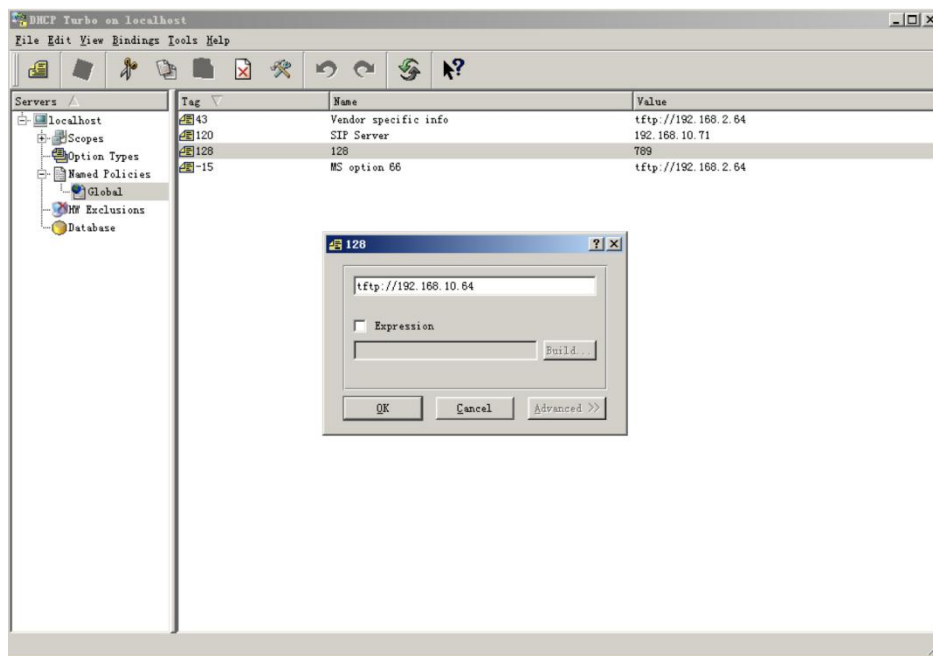 DHCP Turbo on localhost
File Edit View Bindings Tools Help
Servers Tag Name Value
localhost
Scopes
Option Types
Named Policies
Global
HW Exclusions
Database
43 Vendor specific info tftp://192.168.2.64
120 SIP Server 192.168.10.71
128 128 789
-15 MS option 66 tftp://192.168.2.64
128
tftp://192.168.10.64
Expression
Build...
OK Cancel Advanced >>